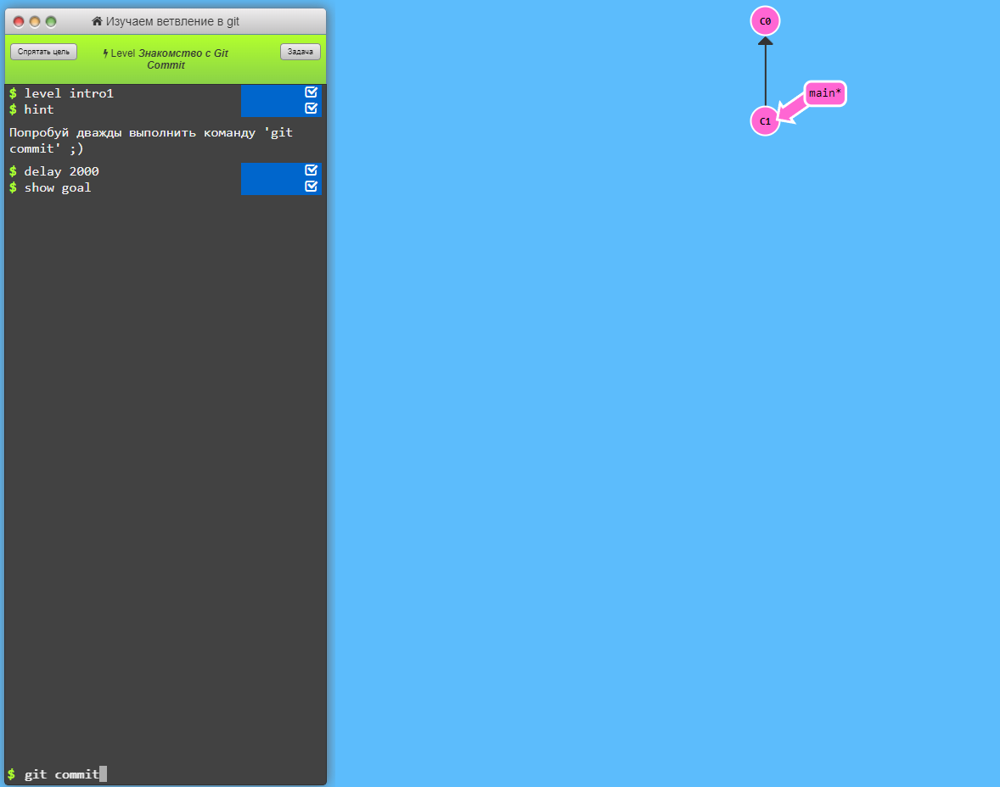 Изучаем ветвление в git
Спрятать цель
Level Знакомство с Git
Commit
Задача
$ level intro1
$ hint
Попробуй дважды выполнить команду 'git
commit' ;)
$ delay 2000
$ show goal
$ git commit
C0
main*
C1